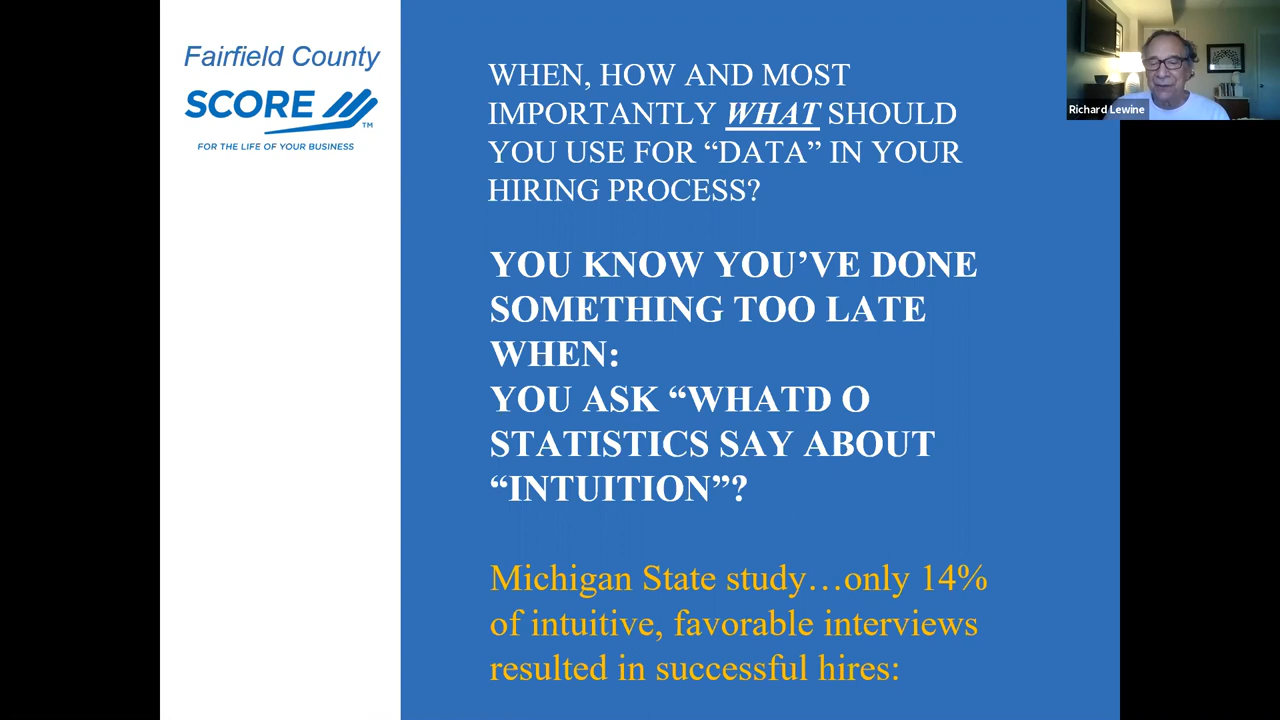 Fairfield County
SCORE
TM
FOR THE LIFE OF YOUR BUSINESS
WHEN, HOW AND MOST
IMPORTANTLY WHAT SHOULD
YOU USE FOR “DATA” IN YOUR
HIRING PROCESS?
YOU KNOW YOU’VE DONE
SOMETHING TOO LATE
WHEN:
YOU ASK “WHATD O
STATISTICS SAY ABOUT
“INTUITION”?
Michigan State study…only 14%
of intuitive, favorable interviews
resulted in successful hires:
Richard Lewine